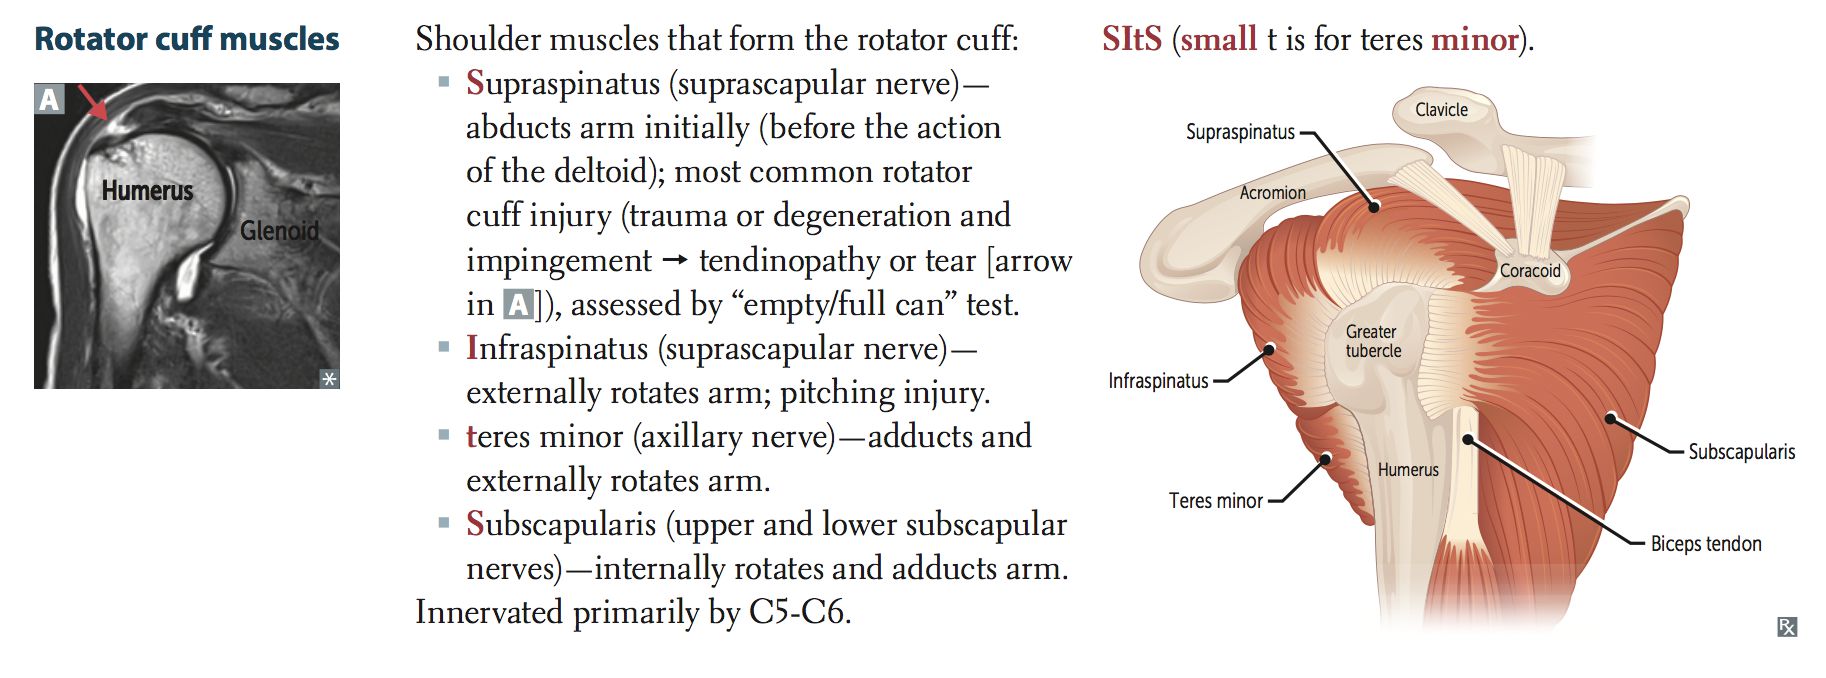 Rotator cuff muscles
A
Humerus
Glenoid
*
Shoulder muscles that form the rotator cuff:
▪ Supraspinatus (suprascapular nerve)—
abducts arm initially (before the action
of the deltoid); most common rotator
cuff injury (trauma or degeneration and
impingement → tendinopathy or tear [arrow
in A]), assessed by “empty/full can” test.
▪ Infraspinatus (suprascapular nerve)—
externally rotates arm; pitching injury.
▪ teres minor (axillary nerve)—adducts and
externally rotates arm.
▪ Subscapularis (upper and lower subscapular
nerves)—internally rotates and adducts arm.
Innervated primarily by C5-C6.
SItS (small t is for teres minor).
Clavicle
Supraspinatus
Acromion
Coracoid
Greater
tubercle
Infraspinatus
Subscapularis
Humerus
Teres minor
Biceps tendon
Rx